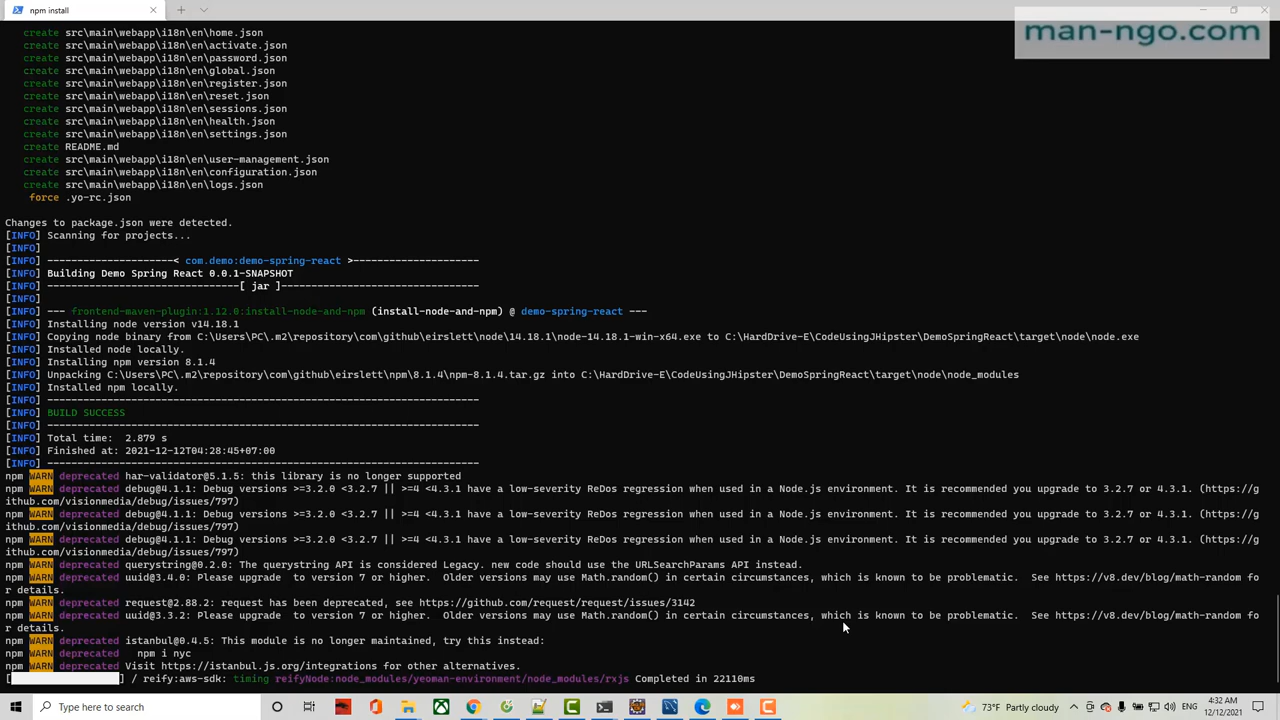 npm install
man-ngo.com
create src\main\webapp\i18n\en\home.json
create src\main\webapp\i18n\en\activate.json
create src\main\webapp\i18n\en\password.json
create src\main\webapp\i18n\en\global.json
create src\main\webapp\i18n\en\register.json
create src\main\webapp\i18n\en\reset.json
create src\main\webapp\i18n\en\sessions.json
create src\main\webapp\i18n\en\health.json
create src\main\webapp\i18n\en\settings.json
create README.md
create src\main\webapp\i18n\en\user-management.json
create src\main\webapp\i18n\en\configuration.json
create src\main\webapp\i18n\en\logs.json
force .yo-rc.json
Changes to package.json were detected.
[INFO] Scanning for projects...
[INFO]
[INFO] ----------------------< com.demo:demo-spring-react >---------------------
[INFO] Building Demo Spring React 0.0.1-SNAPSHOT
[INFO] --------------------------------[ jar ]---------------------------------
[INFO]
[INFO] --- frontend-maven-plugin:1.12.0:install-node-and-npm (install-node-and-npm) @ demo-spring-react ---
[INFO] Installing node version v14.18.1
[INFO] Copying node binary from C:\Users\PC\.m2\repository\com\github\eirslett\node\14.18.1\node-14.18.1-win-x64.exe to C:\HardDrive-E\CodeUsingJHipster\DemoSpringReact\target\node\node.exe
[INFO] Installed node locally.
[INFO] Installing npm version 8.1.4
[INFO] Unpacking C:\Users\PC\.m2\repository\com\github\eirslett\npm\8.1.4\npm-8.1.4.tar.gz into C:\HardDrive-E\CodeUsingJHipster\DemoSpringReact\target\node\node_modules
[INFO] Installed npm locally.
[INFO] ------------------------------------------------------------------------
[INFO] BUILD SUCCESS
[INFO] ------------------------------------------------------------------------
[INFO] Total time:  2.879 s
[INFO] Finished at: 2021-12-12T04:28:45+07:00
[INFO] ------------------------------------------------------------------------
npm WARN deprecated har-validator@5.1.5: this library is no longer supported
npm WARN deprecated debug@4.1.1: Debug versions >=3.2.0 <3.2.7 || >=4 <4.3.1 have a low-severity ReDos regression when used in a Node.js environment. It is recommended you upgrade to 3.2.7 or 4.3.1. (https://g
ithub.com/visionmedia/debug/issues/797)
npm WARN deprecated debug@4.1.1: Debug versions >=3.2.0 <3.2.7 || >=4 <4.3.1 have a low-severity ReDos regression when used in a Node.js environment. It is recommended you upgrade to 3.2.7 or 4.3.1. (https://g
ithub.com/visionmedia/debug/issues/797)
npm WARN deprecated debug@4.1.1: Debug versions >=3.2.0 <3.2.7 || >=4 <4.3.1 have a low-severity ReDos regression when used in a Node.js environment. It is recommended you upgrade to 3.2.7 or 4.3.1. (https://g
ithub.com/visionmedia/debug/issues/797)
npm WARN deprecated querystring@0.2.0: The querystring API is considered Legacy. new code should use the URLSearchParams API instead.
npm WARN deprecated uuid@3.4.0: Please upgrade  to version 7 or higher.  Older versions may use Math.random() in certain circumstances, which is known to be problematic.  See https://v8.dev/blog/math-random fo
r details.
npm WARN deprecated request@2.88.2: request has been deprecated, see https://github.com/request/request/issues/3142
npm WARN deprecated uuid@3.3.2: Please upgrade  to version 7 or higher.  Older versions may use Math.random() in certain circumstances, which is known to be problematic.  See https://v8.dev/blog/math-random fo
r details.
npm WARN deprecated istanbul@0.4.5: This module is no longer maintained, try this instead:
npm WARN deprecated   npm i nyc
npm WARN deprecated Visit https://istanbul.js.org/integrations for other alternatives.
[                  ] / reify:aws-sdk: timing reifyNode:node_modules/yeoman-environment/node_modules/rxjs Completed in 22110ms
Type here to search
73°F Partly cloudy
ENG
4:32 AM
12/12/2021